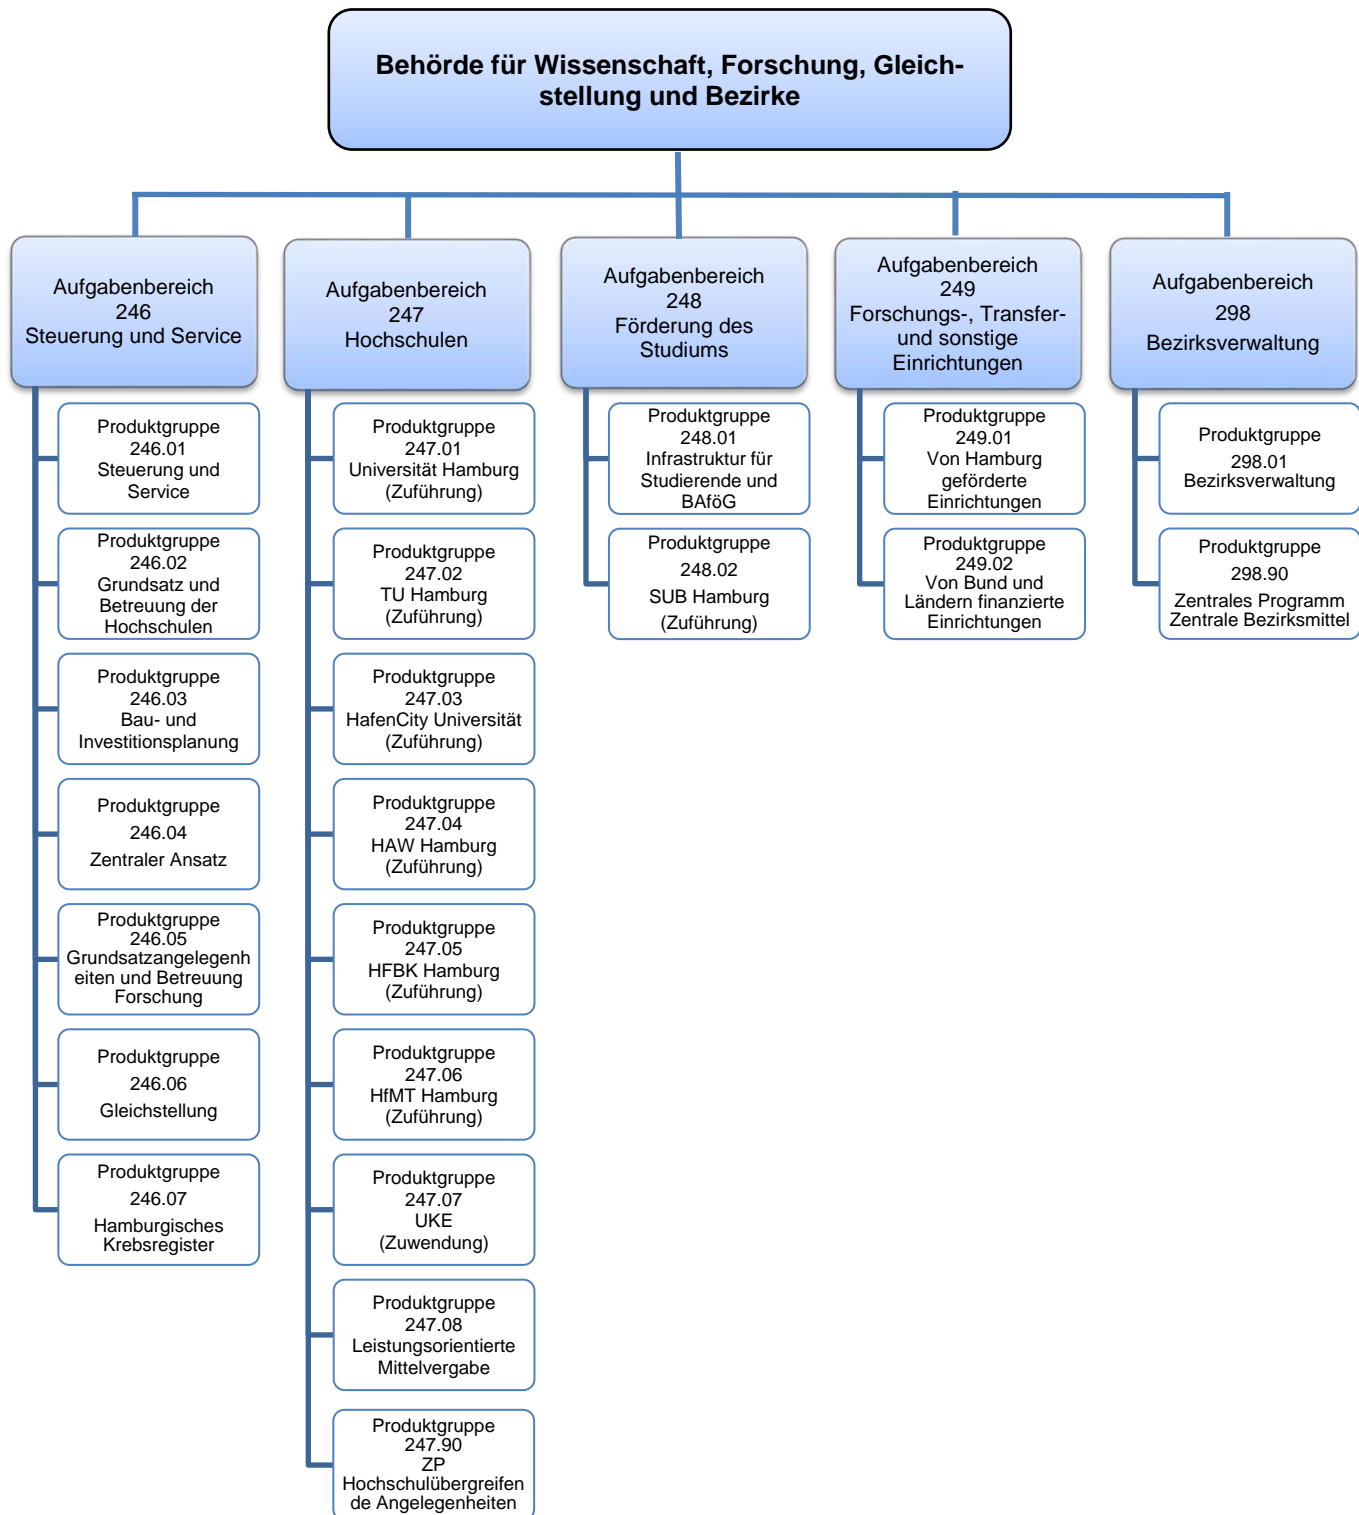 Behörde für Wissenschaft, Forschung, Gleich-
stellung und Bezirke
Aufgabenbereich
246
Steuerung und Service
Produktgruppe
246.01
Steuerung und
Service
Produktgruppe
246.02
Grundsatz und
Betreuung der
Hochschulen
Produktgruppe
246.03
Bau- und
Investitionsplanung
Produktgruppe
246.04
Zentraler Ansatz
Produktgruppe
246.05
Grundsatzangelegenh
eiten und Betreuung
Forschung
Produktgruppe
246.06
Gleichstellung
Produktgruppe
246.07
Hamburgisches
Krebsregister
Aufgabenbereich
247
Hochschulen
Produktgruppe
247.01
Universität Hamburg
(Zuführung)
Produktgruppe
247.02
TU Hamburg
(Zuführung)
Produktgruppe
247.03
HafenCity Universität
(Zuführung)
Produktgruppe
247.04
HAW Hamburg
(Zuführung)
Produktgruppe
247.05
HFBK Hamburg
(Zuführung)
Produktgruppe
247.06
HfMT Hamburg
(Zuführung)
Produktgruppe
247.07
UKE
(Zuwendung)
Produktgruppe
247.08
Leistungsorientierte
Mittelvergabe
Produktgruppe
247.90
ZP
Hochschulübergreifen
de Angelegenheiten
Aufgabenbereich
248
Förderung des
Studiums
Produktgruppe
248.01
Infrastruktur für
Studierende und
BAföG
Produktgruppe
248.02
SUB Hamburg
(Zuführung)
Aufgabenbereich
249
Forschungs-, Transfer-
und sonstige
Einrichtungen
Produktgruppe
249.01
Von Hamburg
geförderte
Einrichtungen
Produktgruppe
249.02
Von Bund und
Ländern finanzierte
Einrichtungen
Aufgabenbereich
298
Bezirksverwaltung
Produktgruppe
298.01
Bezirksverwaltung
Produktgruppe
298.90
Zentrales Programm
Zentrale Bezirksmittel